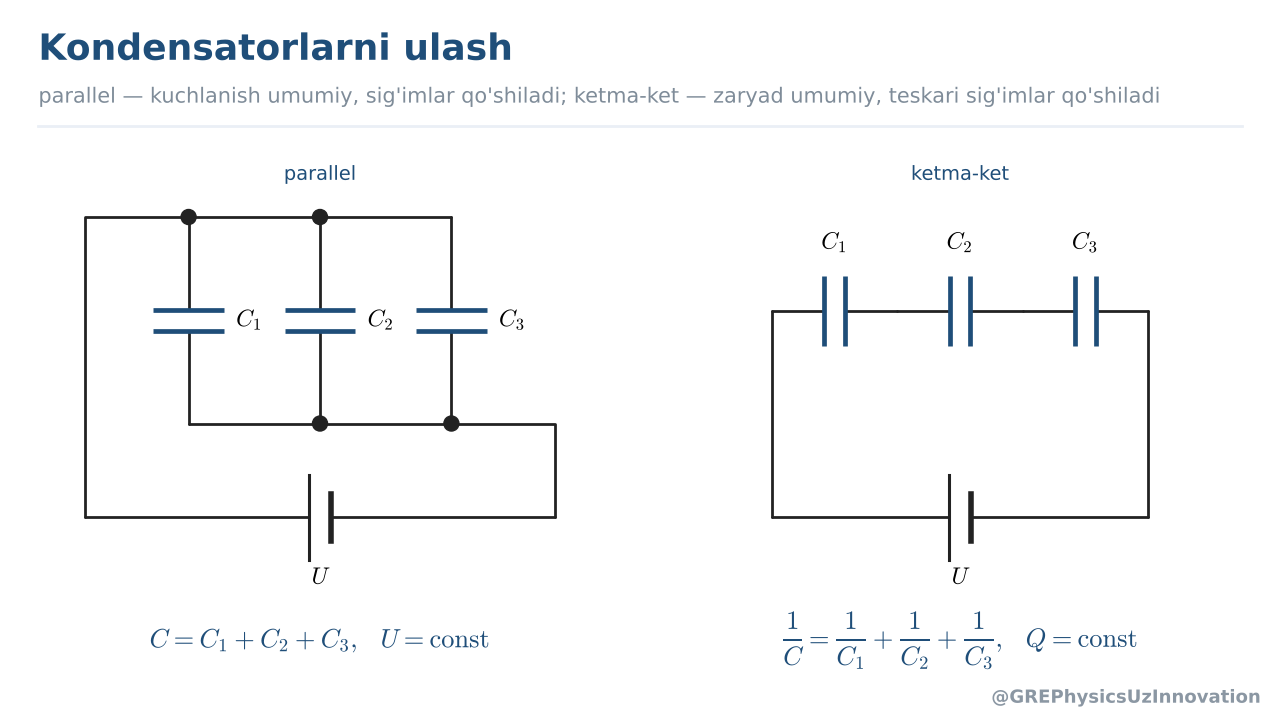 Kondensatorlarni ulash
parallel — kuchlanish umumiy, sig'imlar qo'shiladi; ketma-ket — zaryad umumiy, teskari sig'imlar qo'shiladi
parallel
C₁
C₂
C₃
U
C = C₁ + C₂ + C₃,   U = const
ketma-ket
C₁
C₂
C₃
U
1/C = 1/C₁ + 1/C₂ + 1/C₃,   Q = const
@GREPhysicsUzInnovation